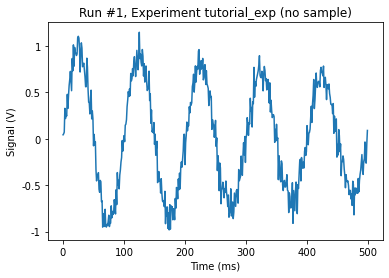 Run #1, Experiment tutorial_exp (no sample)
Signal (V)
1
0.5
0
-0.5
-1
0 100 200 300 400 500
Time (ms)